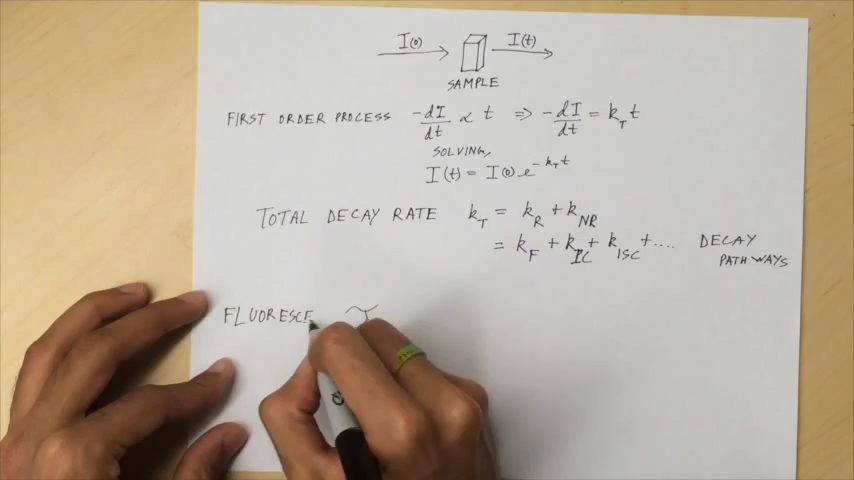 I(0) I(t)
SAMPLE
FIRST ORDER PROCESS -dI/dt ∝ t ⇒ -dI/dt = k_T t
SOLVING,
I(t) = I(0) e^{-k_T t}
TOTAL DECAY RATE k_T = k_R + k_NR
= k_F + k_IC + k_ISC + .... DECAY
PATHWAYS
FLUORESCE